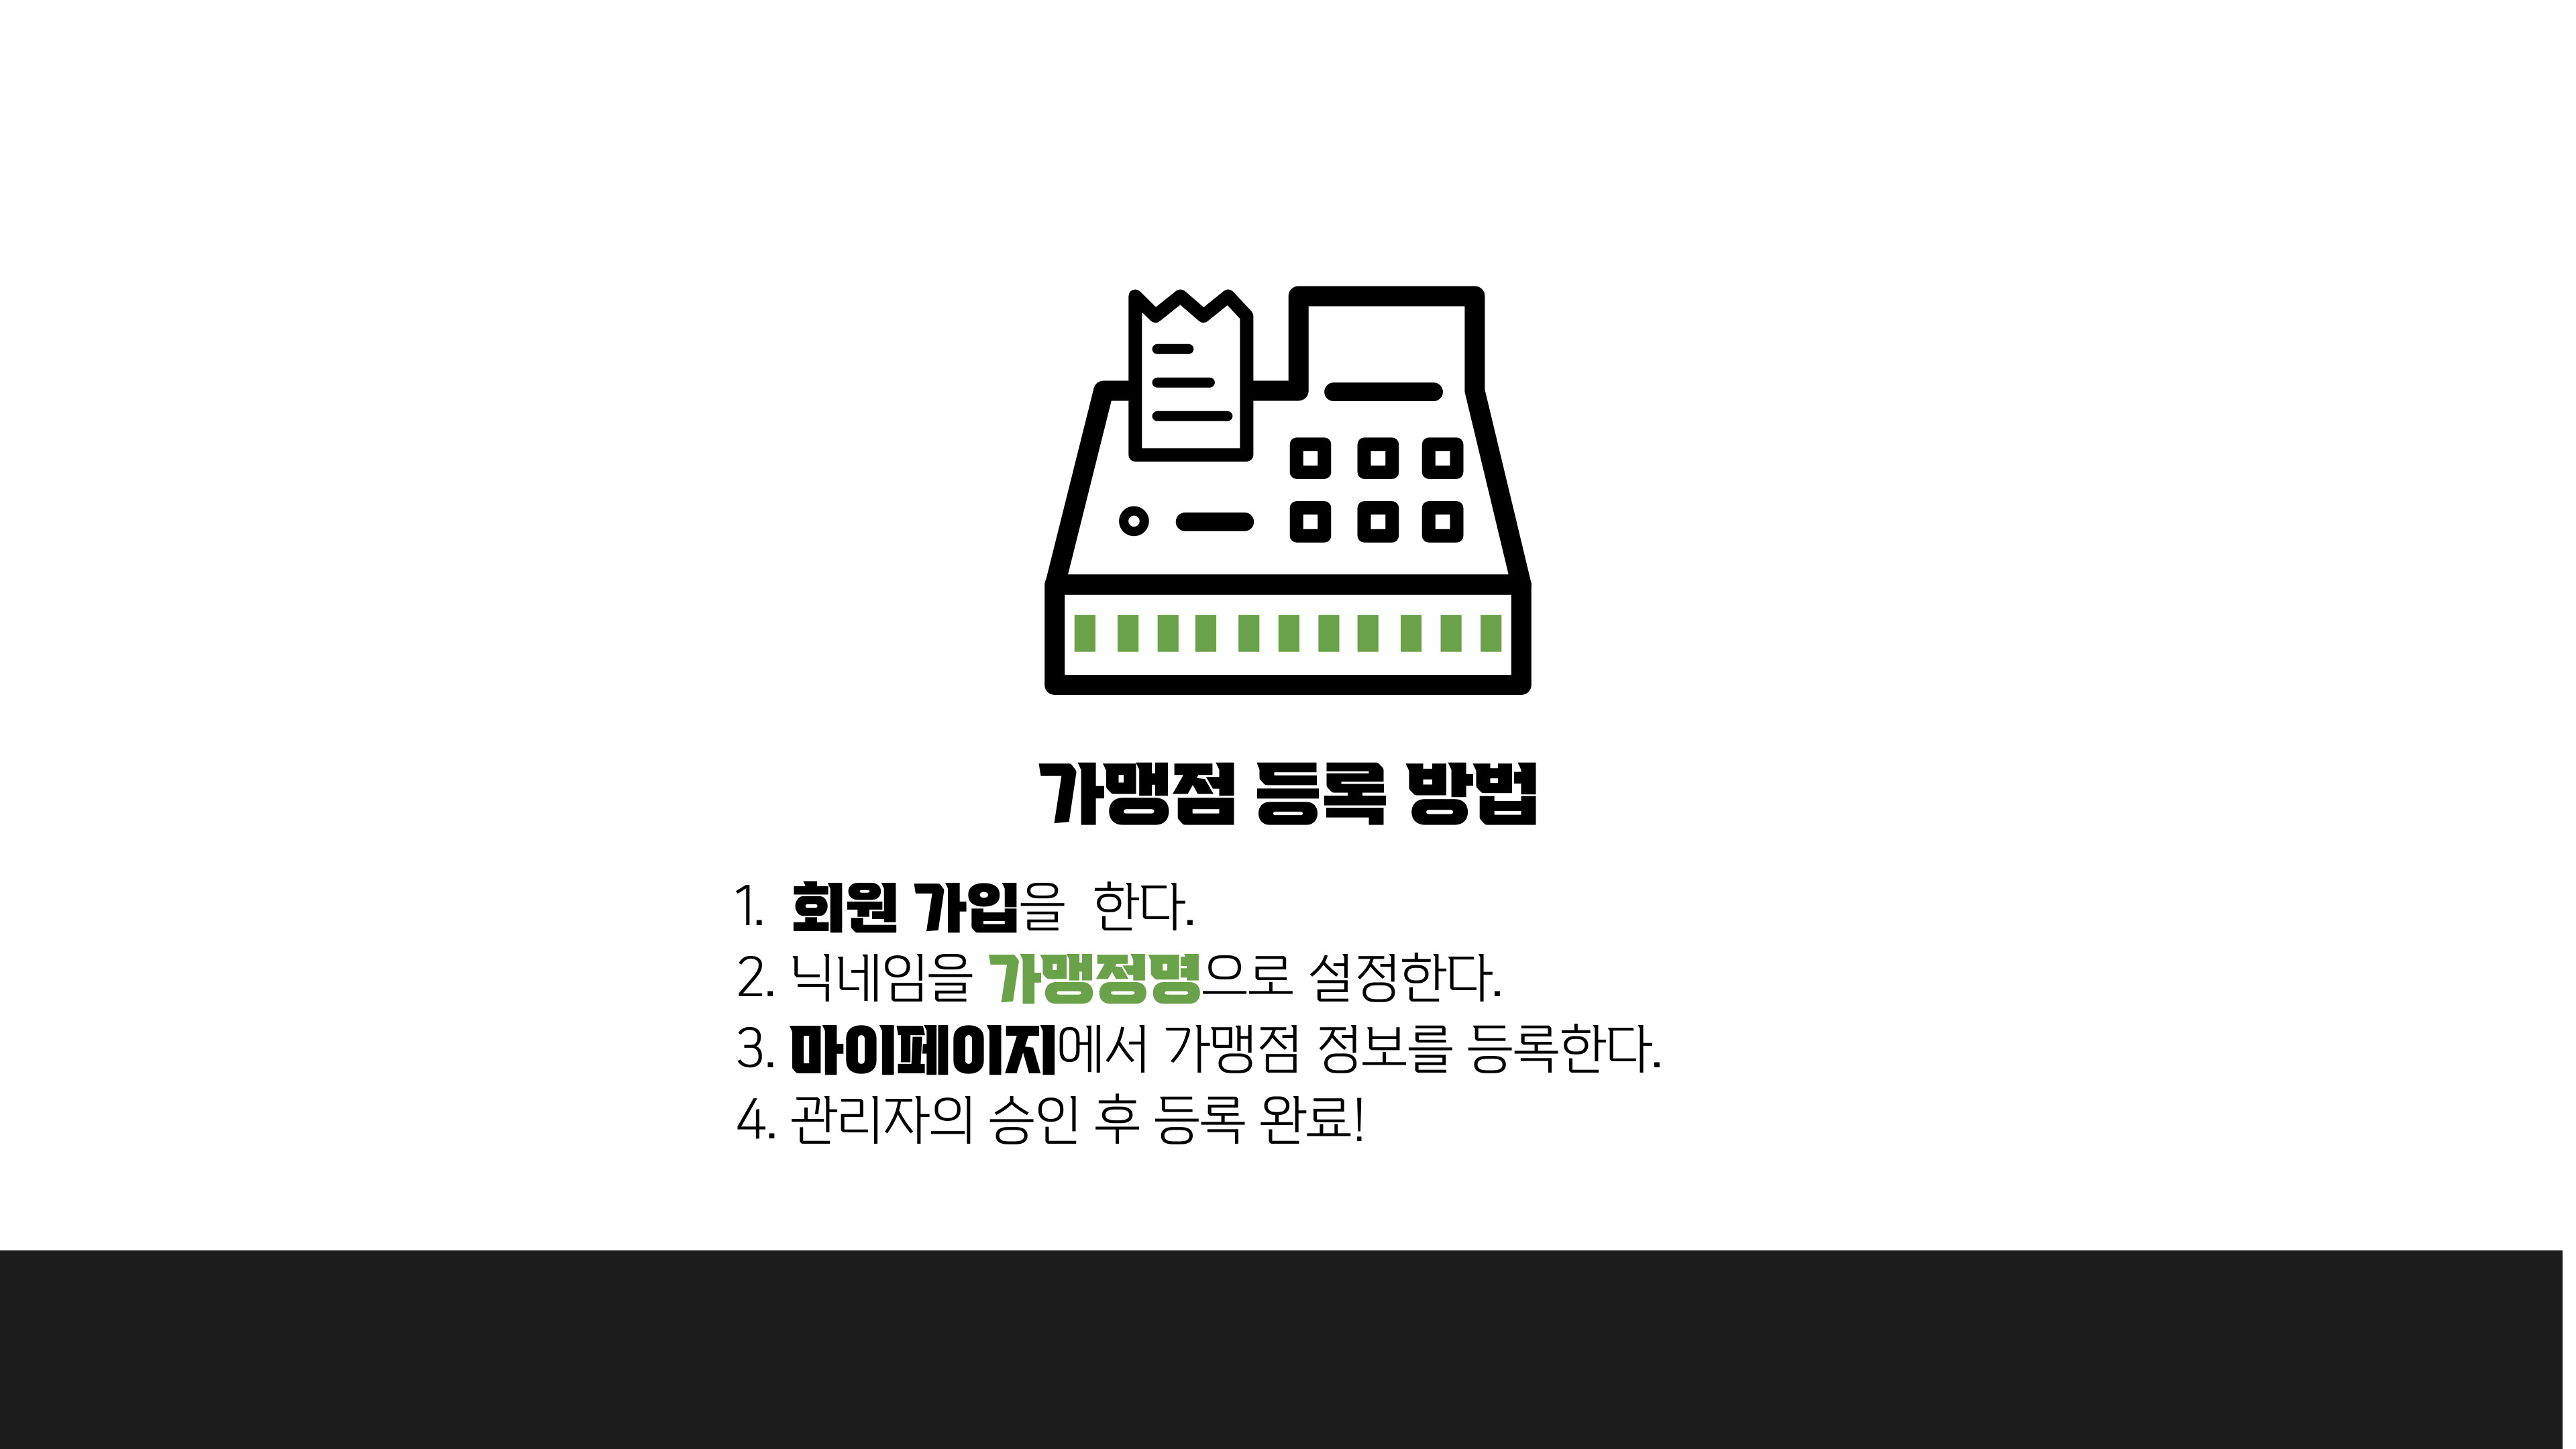 가맹점 등록 방법
1. 회원 가입을 한다.
2. 닉네임을 가맹정명으로 설정한다.
3. 마이페이지에서 가맹점 정보를 등록한다.
4. 관리자의 승인 후 등록 완료!